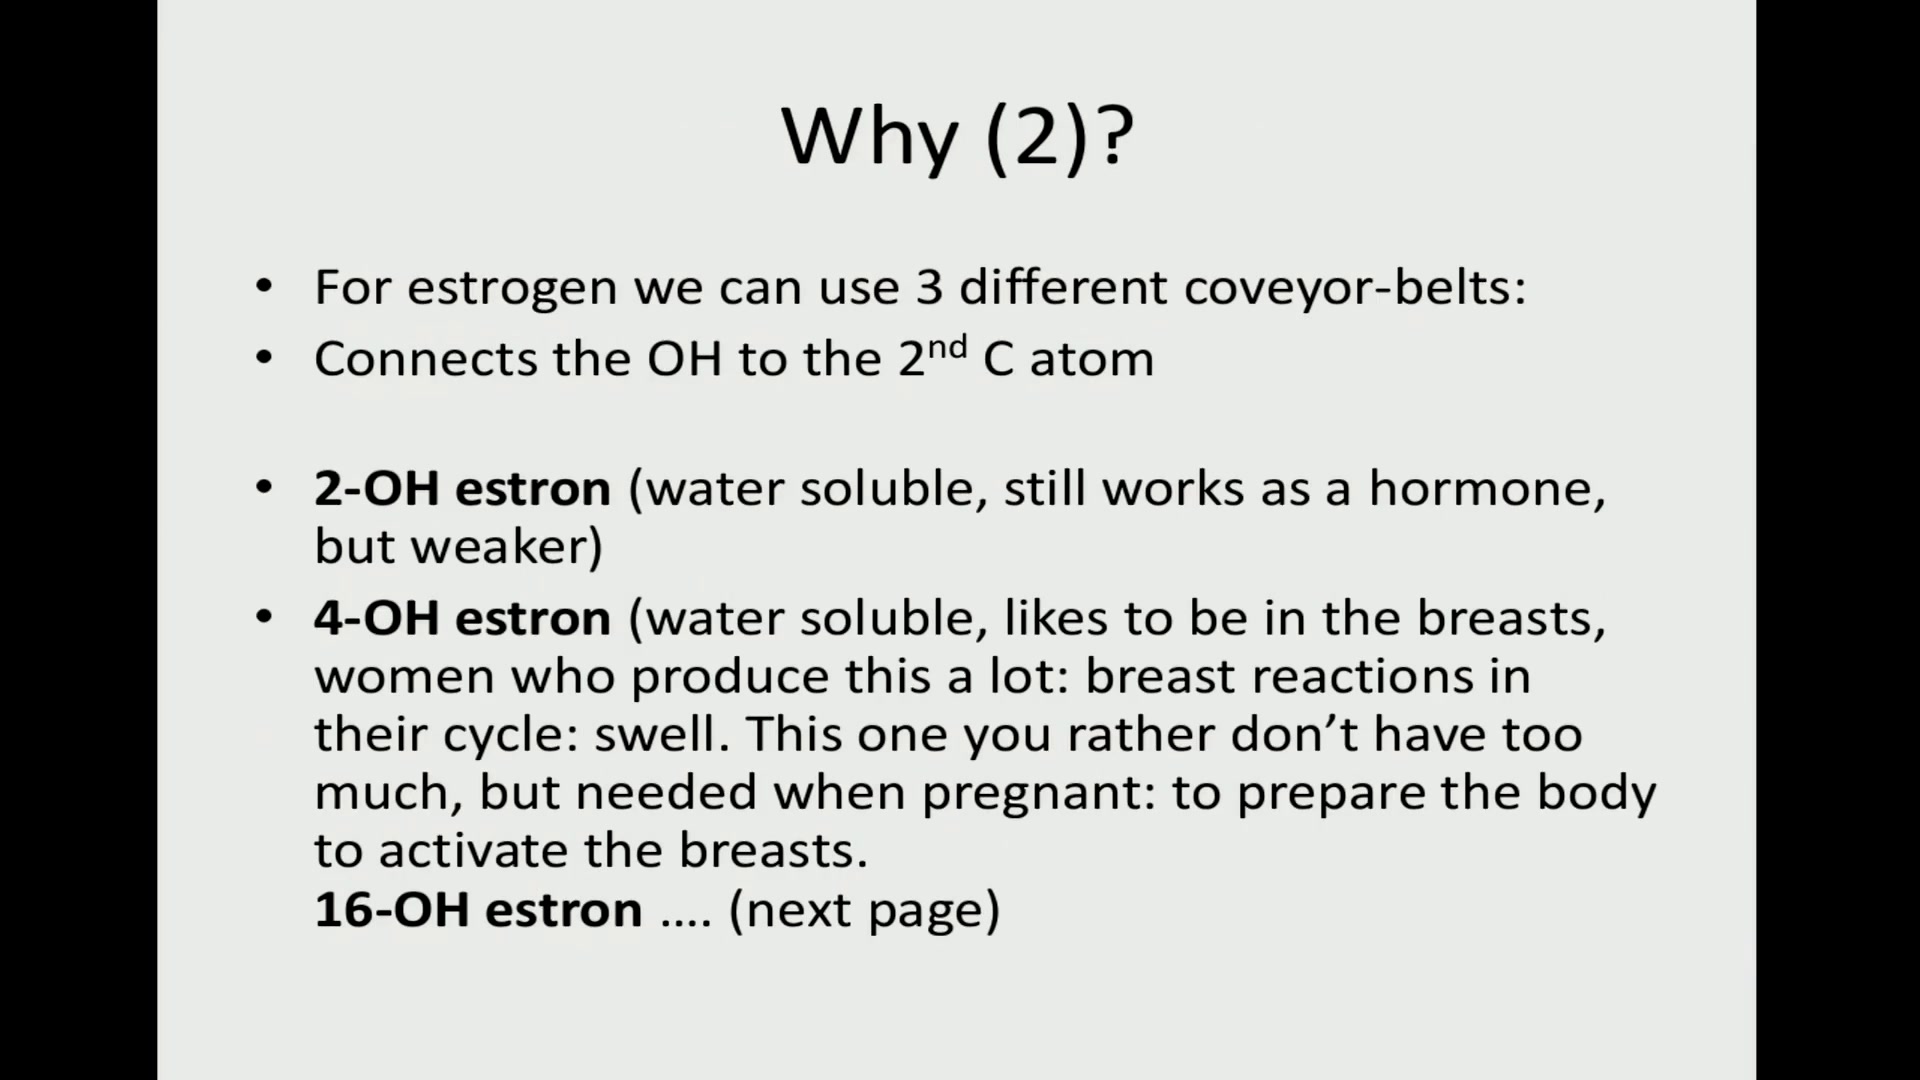 Why (2)?
• For estrogen we can use 3 different coveyor-belts:
• Connects the OH to the 2nd C atom
• 2-OH estron (water soluble, still works as a hormone,
but weaker)
• 4-OH estron (water soluble, likes to be in the breasts,
women who produce this a lot: breast reactions in
their cycle: swell. This one you rather don’t have too
much, but needed when pregnant: to prepare the body
to activate the breasts.
16-OH estron .... (next page)